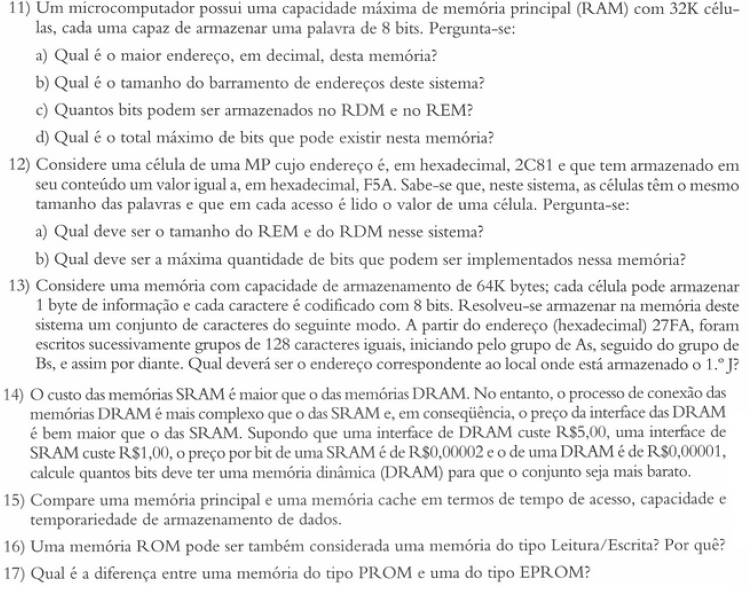 11) Um microcomputador possui uma capacidade máxima de memória principal (RAM) com 32K célu-
las, cada uma capaz de armazenar uma palavra de 8 bits. Pergunta-se:
a) Qual é o maior endereço, em decimal, desta memória?
b) Qual é o tamanho do barramento de endereços deste sistema?
c) Quantos bits podem ser armazenados no RDM e no REM?
d) Qual é o total máximo de bits que pode existir nesta memória?
12) Considere uma célula de uma MP cujo endereço é, em hexadecimal, 2C81 e que tem armazenado em
seu conteúdo um valor igual a, em hexadecimal, F5A. Sabe-se que, neste sistema, as células têm o mesmo
tamanho das palavras e que em cada acesso é lido o valor de uma célula. Pergunta-se:
a) Qual deve ser o tamanho do REM e do RDM nesse sistema?
b) Qual deve ser a máxima quantidade de bits que podem ser implementados nessa memória?
13) Considere uma memória com capacidade de armazenamento de 64K bytes; cada célula pode armazenar
1 byte de informação e cada caractere é codificado com 8 bits. Resolveu-se armazenar na memória deste
sistema um conjunto de caracteres do seguinte modo. A partir do endereço (hexadecimal) 27FA, foram
escritos sucessivamente grupos de 128 caracteres iguais, iniciando pelo grupo de As, seguido do grupo de
Bs, e assim por diante. Qual deverá ser o endereço correspondente ao local onde está armazenado o 1.º J?
14) O custo das memórias SRAM é maior que o das memórias DRAM. No entanto, o processo de conexão das
memórias DRAM é mais complexo que o das SRAM e, em conseqüência, o preço da interface das DRAM
é bem maior que o das SRAM. Supondo que uma interface de DRAM custe R$5,00, uma interface de
SRAM custe R$1,00, o preço por bit de uma SRAM é de R$0,00002 e o de uma DRAM é de R$0,00001,
calcule quantos bits deve ter uma memória dinâmica (DRAM) para que o conjunto seja mais barato.
15) Compare uma memória principal e uma memória cache em termos de tempo de acesso, capacidade e
temporariedade de armazenamento de dados.
16) Uma memória ROM pode ser também considerada uma memória do tipo Leitura/Escrita? Por quê?
17) Qual é a diferença entre uma memória do tipo PROM e uma do tipo EPROM?